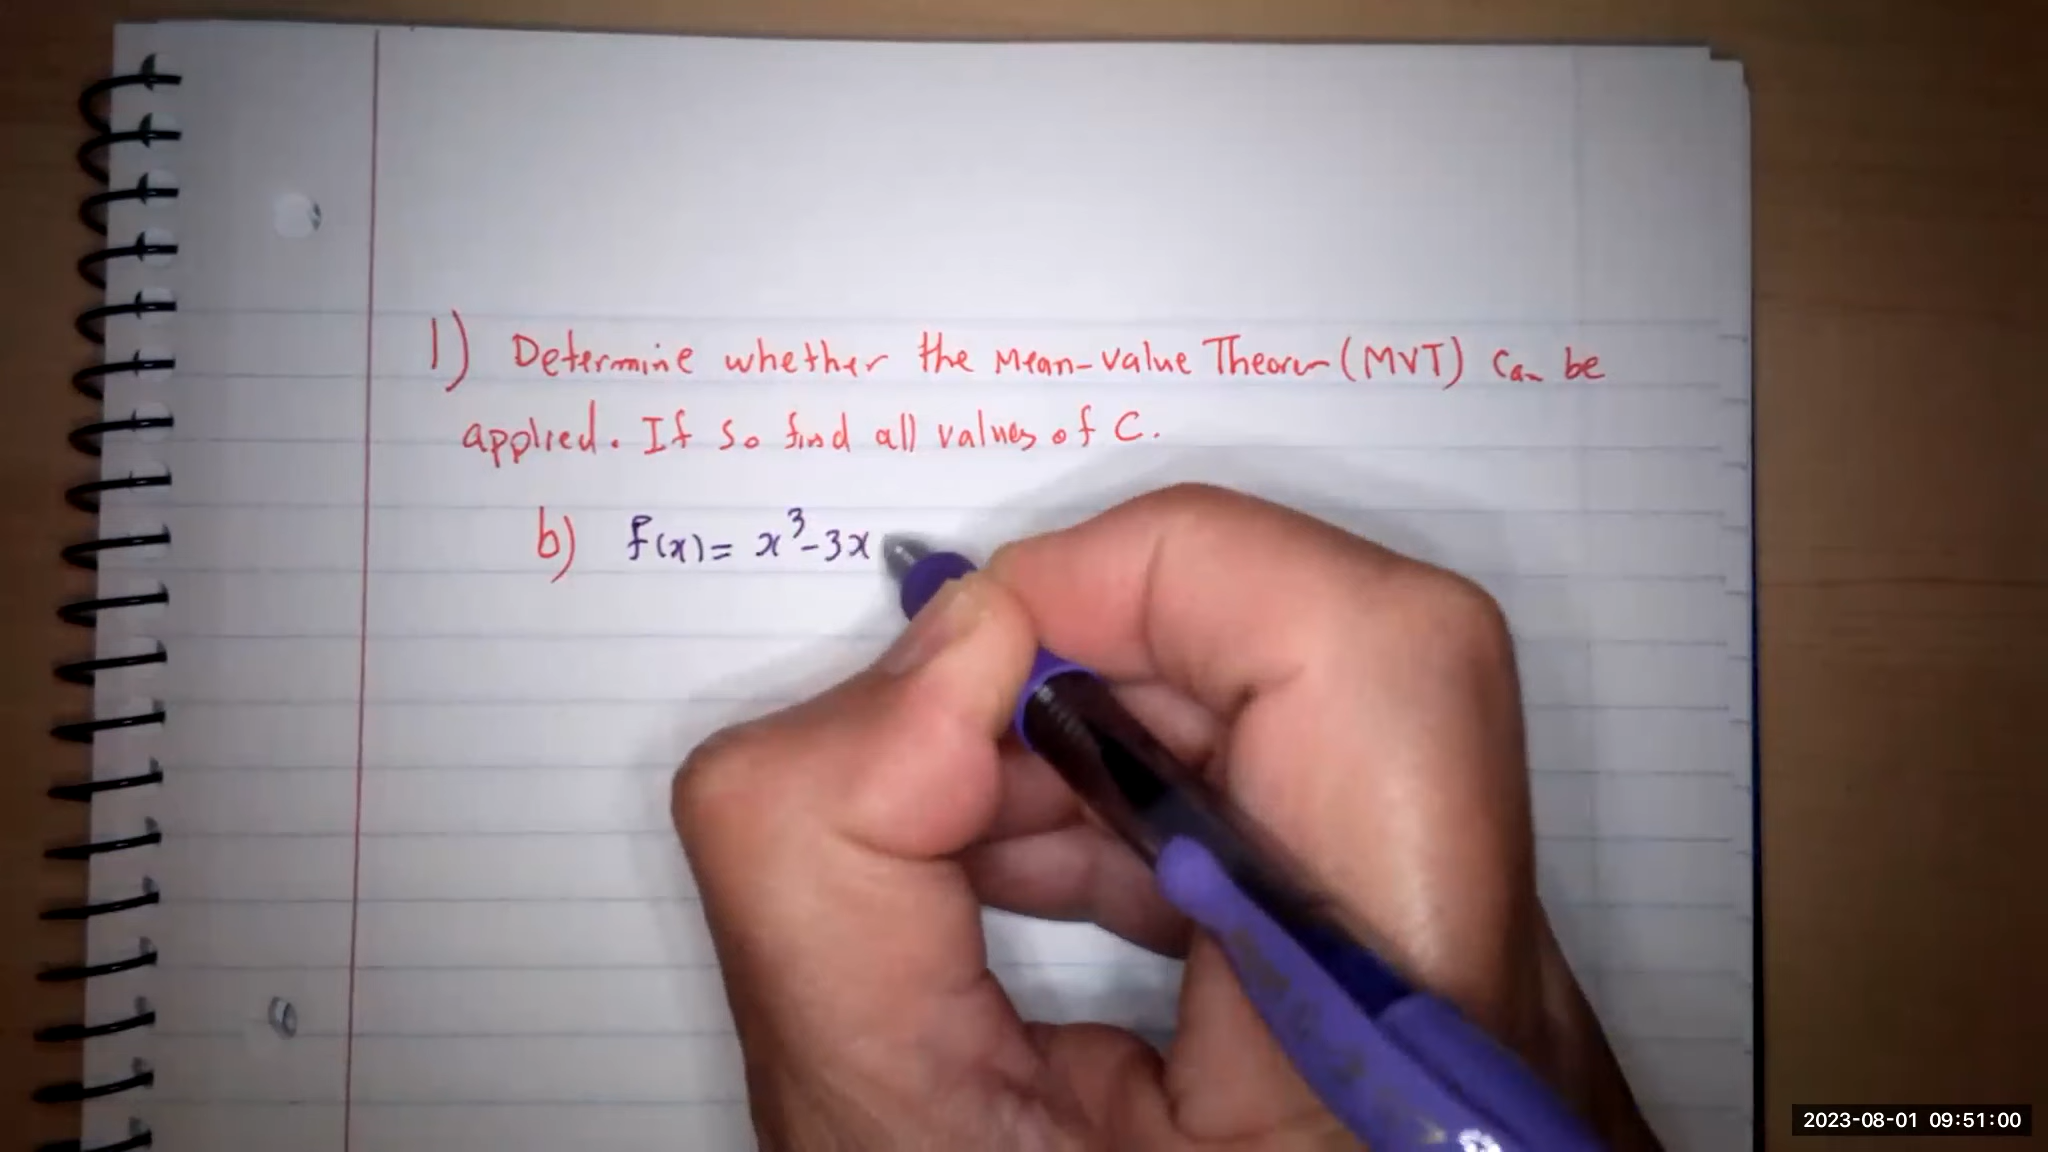 1) Determine whether the Mean-Value Theorem (MVT) Can be
applied. If so find all values of C.
b) f(x)= x³-3x
2023-08-01 09:51:00